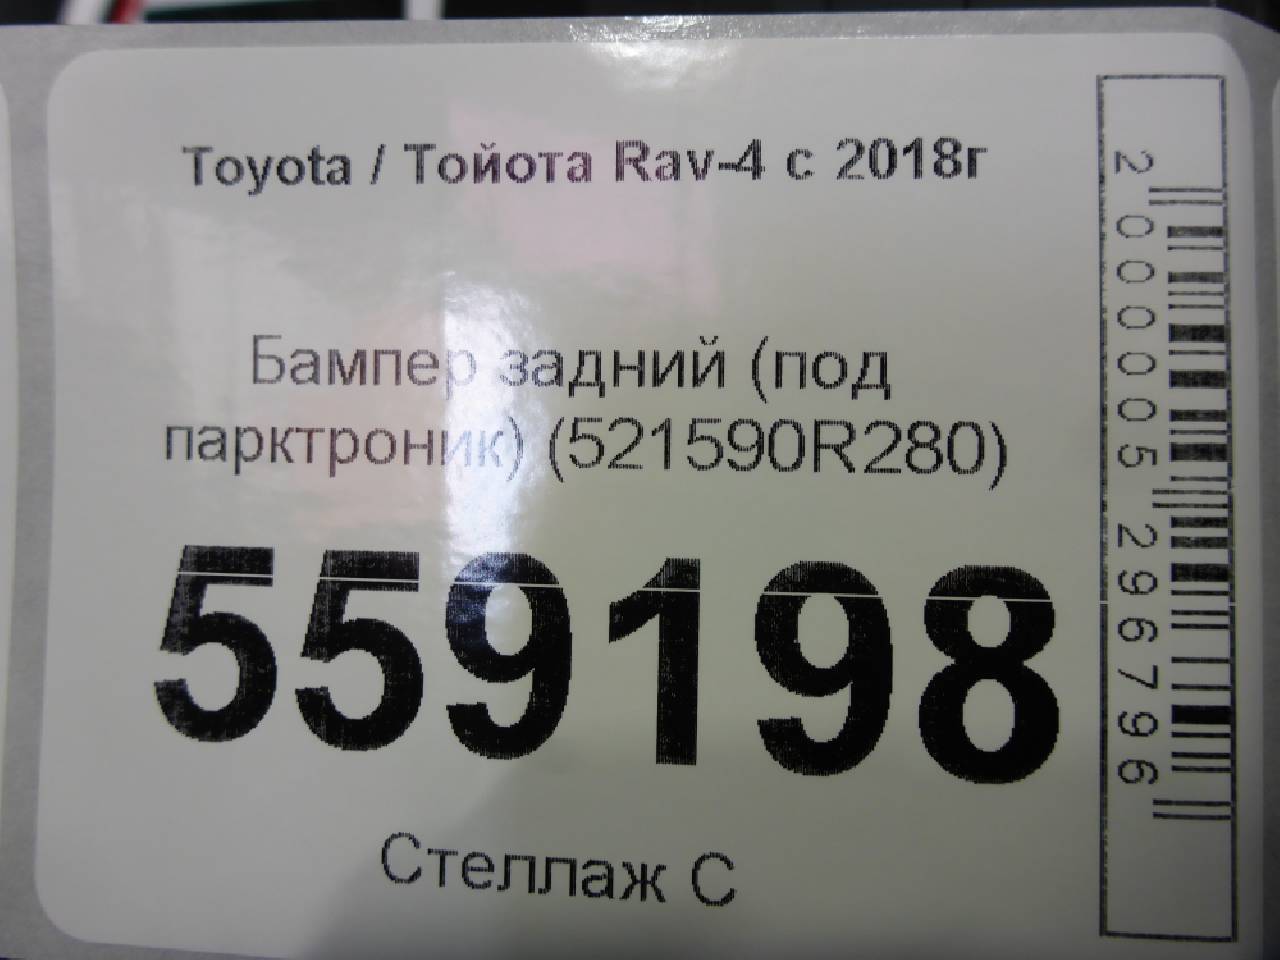 Toyota / Тойота Rav-4 с 2018г
Бампер задний (под
парктроник) (521590R280)
559198
Стеллаж С
2000005296796